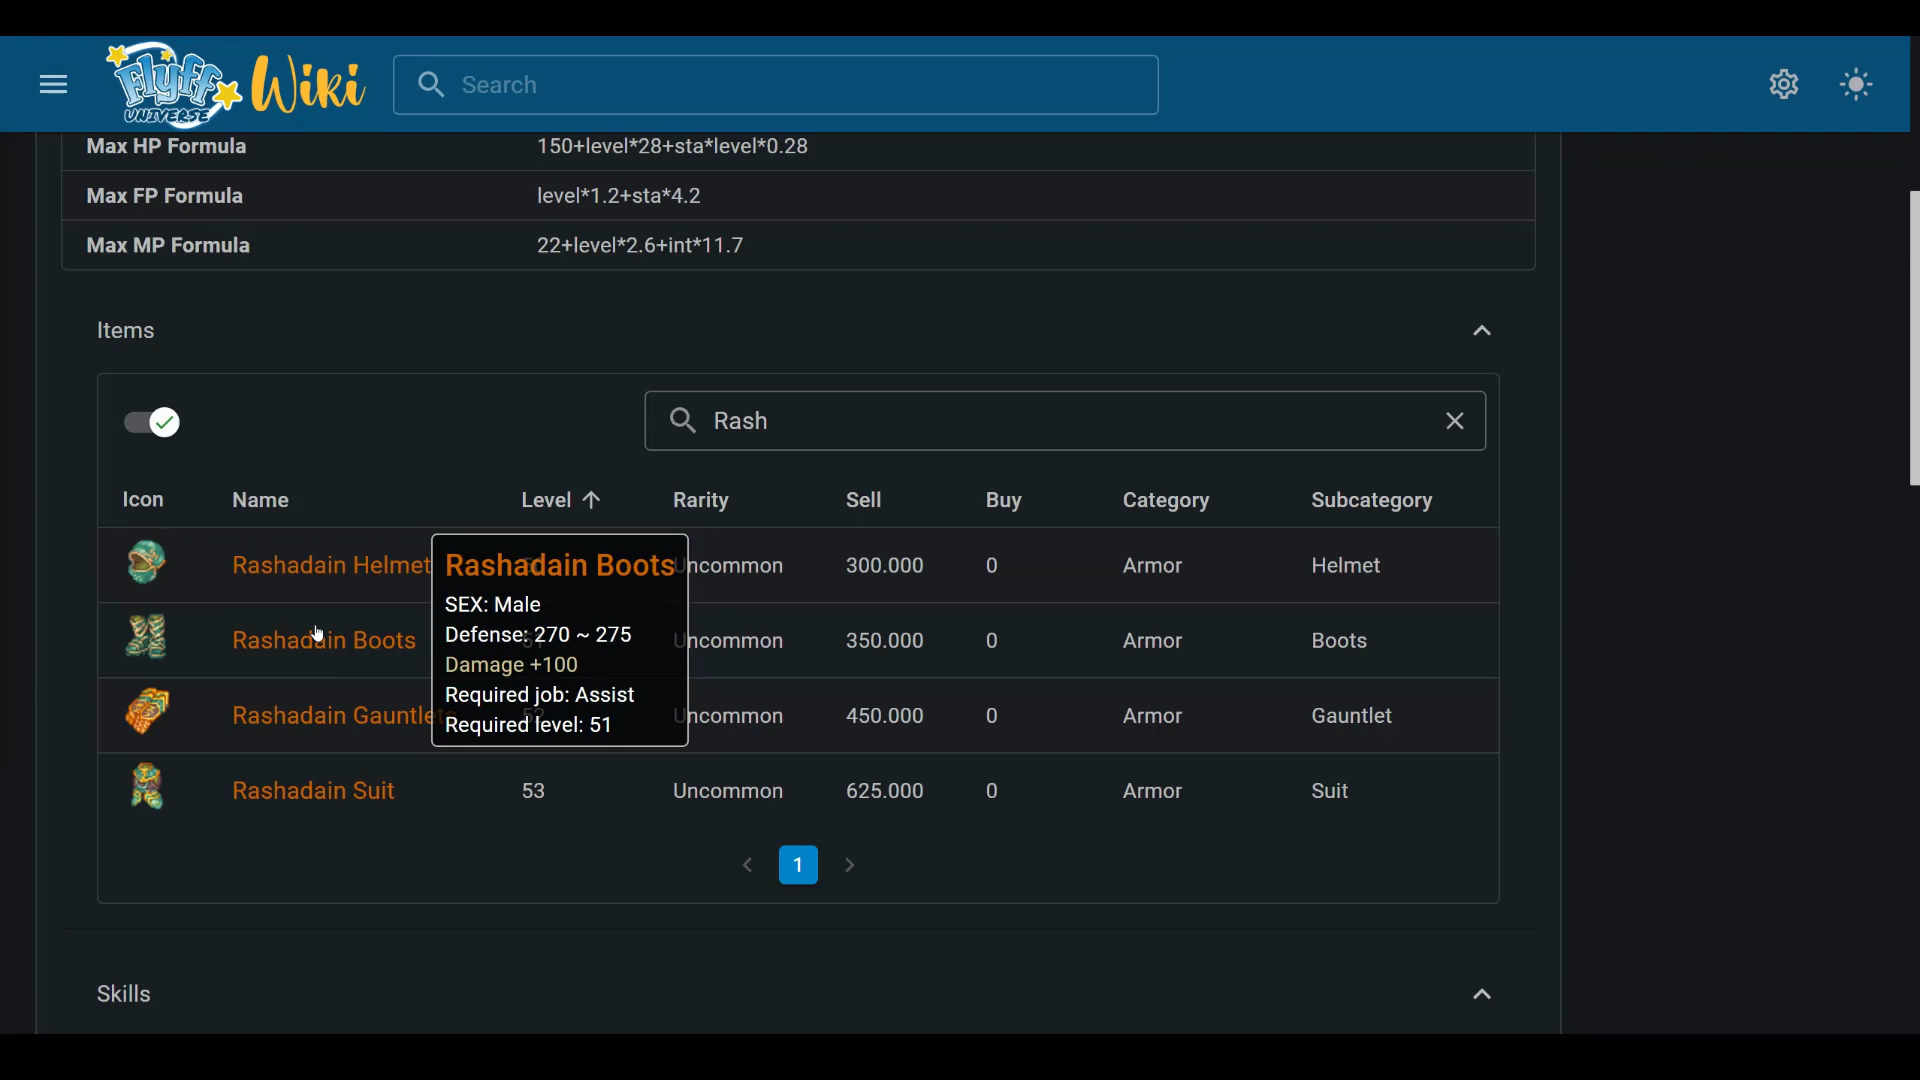 Flyff UNIVERSE Wiki Search
Max HP Formula 150+level*28+sta*level*0.28
Max FP Formula level*1.2+sta*4.2
Max MP Formula 22+level*2.6+int*11.7
Items
Rash
Icon Name Level Rarity Sell Buy Category Subcategory
Rashadain Helmet Uncommon 300.000 0 Armor Helmet
Rashadain Boots 51 Uncommon 350.000 0 Armor Boots
Rashadain Gauntlets 52 Uncommon 450.000 0 Armor Gauntlet
Rashadain Suit 53 Uncommon 625.000 0 Armor Suit
Rashadain Boots
SEX: Male
Defense: 270 ~ 275
Damage +100
Required job: Assist
Required level: 51
1
Skills